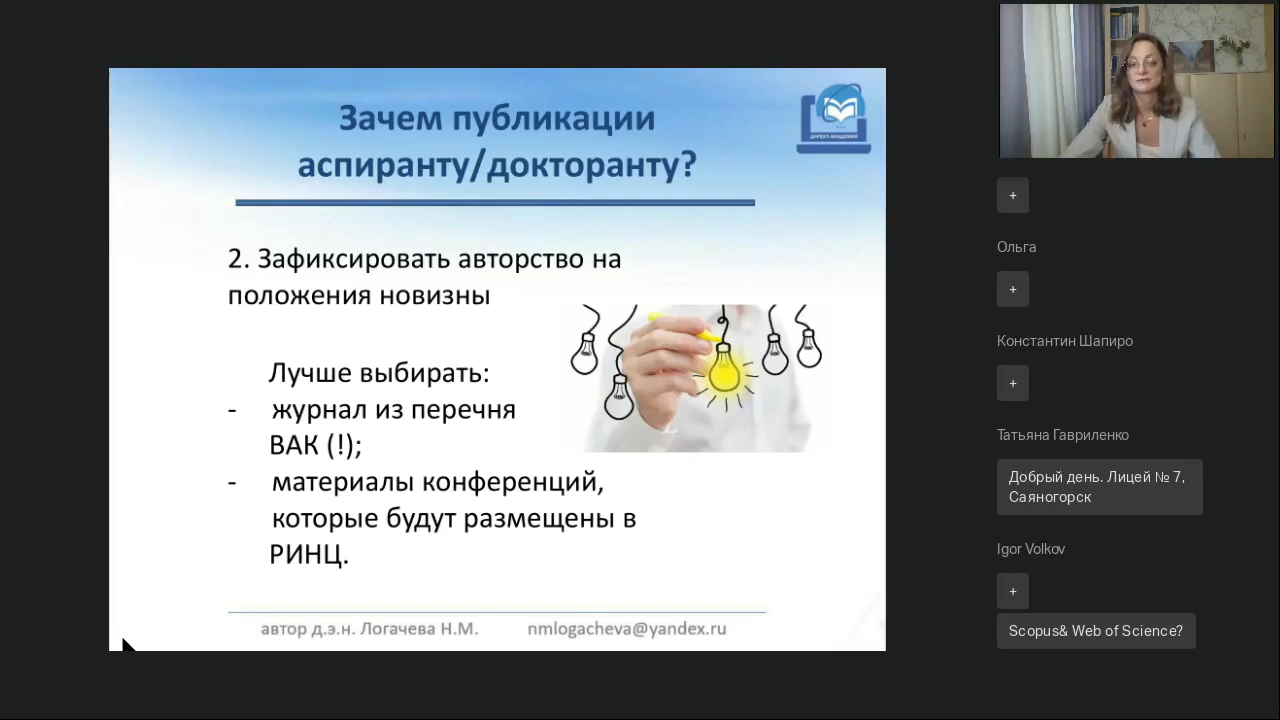 Зачем публикации
аспиранту/докторанту?
ДИРЕКТ-АКАДЕМИЯ
2. Зафиксировать авторство на
положения новизны
Лучше выбирать:
- журнал из перечня
ВАК (!);
- материалы конференций,
которые будут размещены в
РИНЦ.
автор д.э.н. Логачева Н.М. nmlogacheva@yandex.ru
+
Ольга
+
Константин Шапиро
+
Татьяна Гавриленко
Добрый день. Лицей № 7,
Саяногорск
Igor Volkov
+
Scopus& Web of Science?